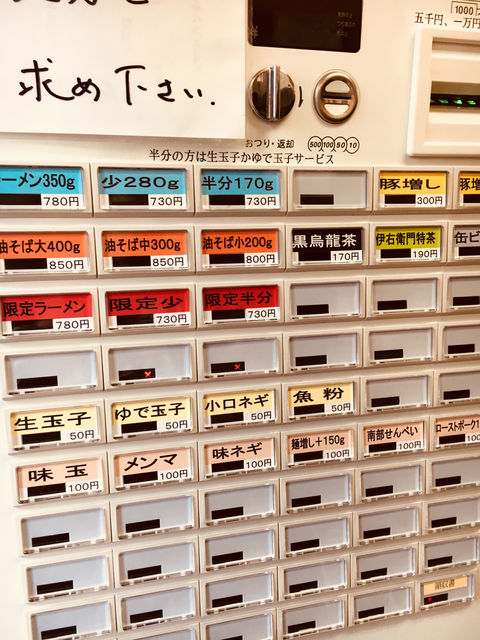 求め下さい.
1000
五千円、一万円
おつり・返却
500 100 50 10
半分の方は生玉子かゆで玉子サービス
ラーメン350g 少280g 半分170g 豚増し
780円 730円 730円 300円
油そば大400g 油そば中300g 油そば小200g 黒烏龍茶 伊右衛門特茶 缶ビ
850円 850円 800円 170円 190円
限定ラーメン 限定少 限定半分
780円 730円 730円
生玉子 ゆで玉子 小口ネギ 魚粉
50円 50円 50円 50円
味玉 メンマ 味ネギ 麺増し+150g 南部せんべい ローストポーク1
100円 100円 100円 100円 100円
領収書